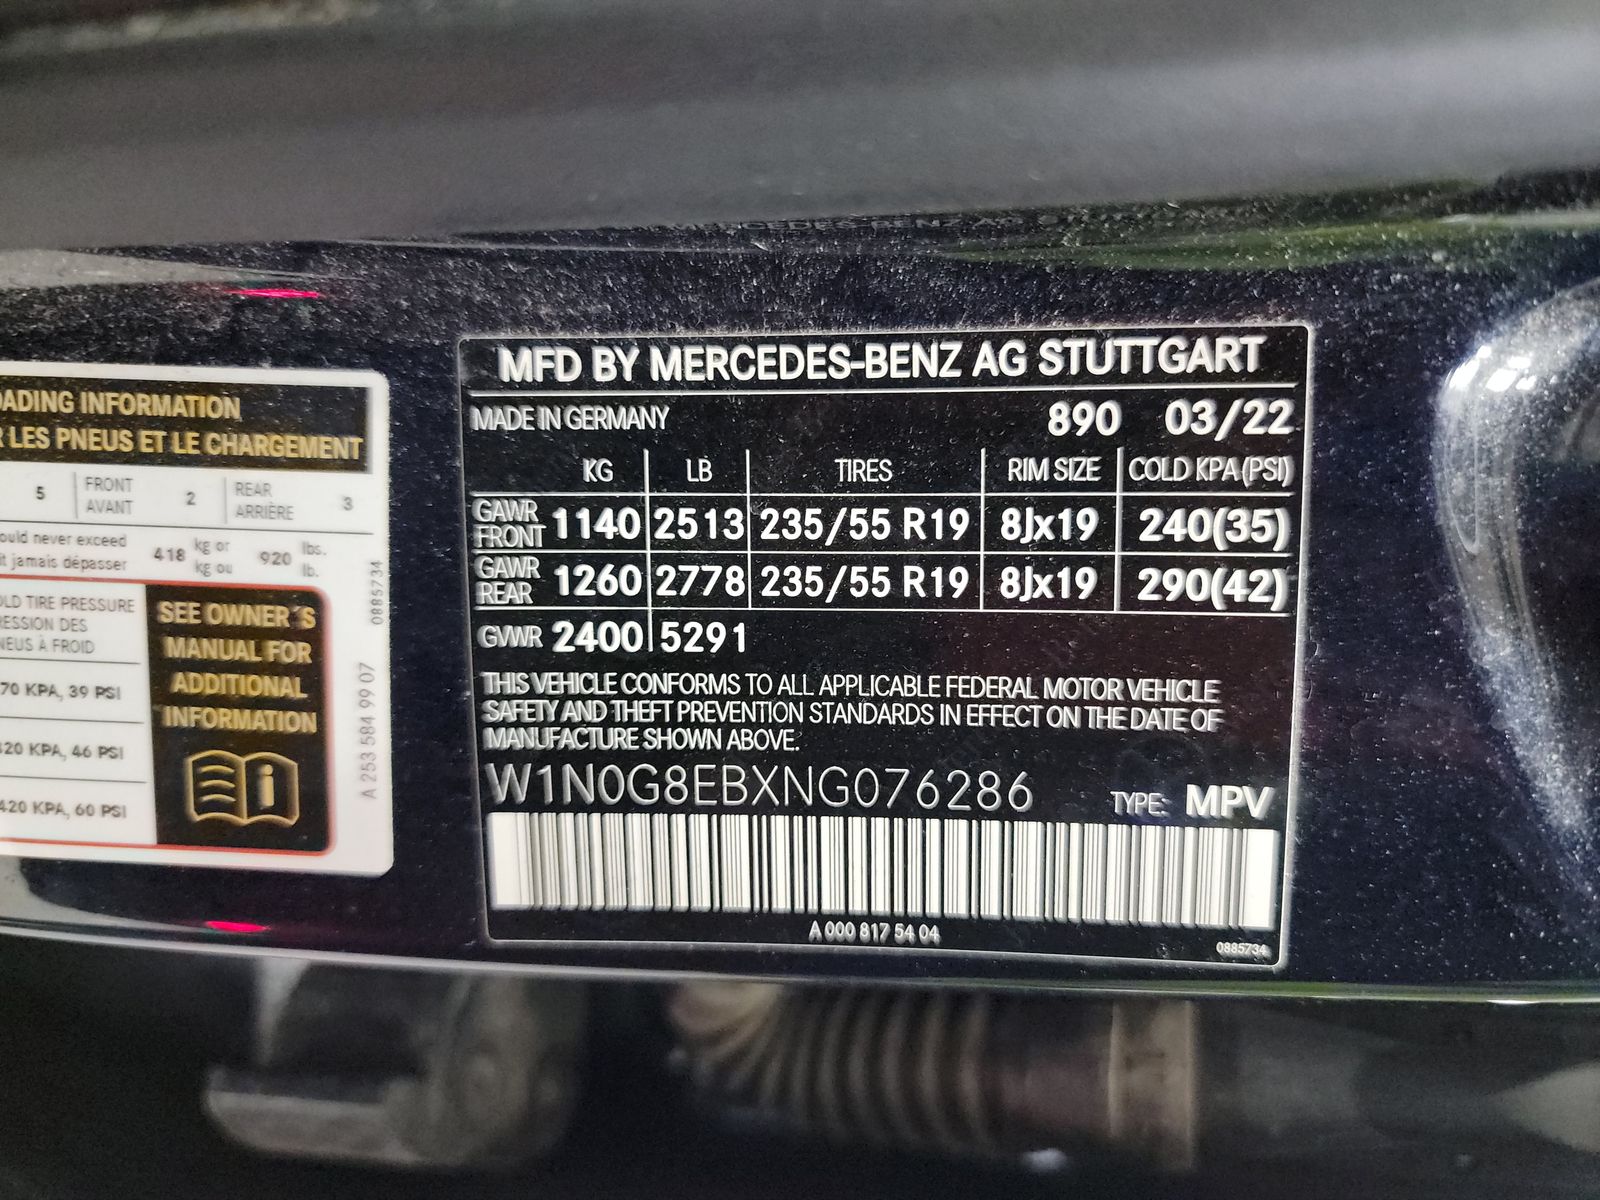 ADING INFORMATION
R LES PNEUS ET LE CHARGEMENT
5 FRONT AVANT 2 REAR ARRIÈRE 3
ould never exceed 418 kg or 920 lbs.
it jamais dépasser kg ou lb.
0885734
OLD TIRE PRESSURE
RESSION DES
NEUS À FROID
70 KPA, 39 PSI
320 KPA, 46 PSI
420 KPA, 60 PSI
SEE OWNER´S
MANUAL FOR
ADDITIONAL
INFORMATION
i
A 253 584 99 07
MFD BY MERCEDES-BENZ AG STUTTGART
MADE IN GERMANY 890 03/22
KG LB TIRES RIM SIZE COLD KPA(PSI)
GAWR FRONT 1140 2513 235/55 R19 8Jx19 240(35)
GAWR REAR 1260 2778 235/55 R19 8Jx19 290(42)
GVWR 2400 5291
THIS VEHICLE CONFORMS TO ALL APPLICABLE FEDERAL MOTOR VEHICLE
SAFETY AND THEFT PREVENTION STANDARDS IN EFFECT ON THE DATE OF
MANUFACTURE SHOWN ABOVE.
W1N0G8EBXNG076286 TYPE: MPV
A 000 817 54 04
0885734